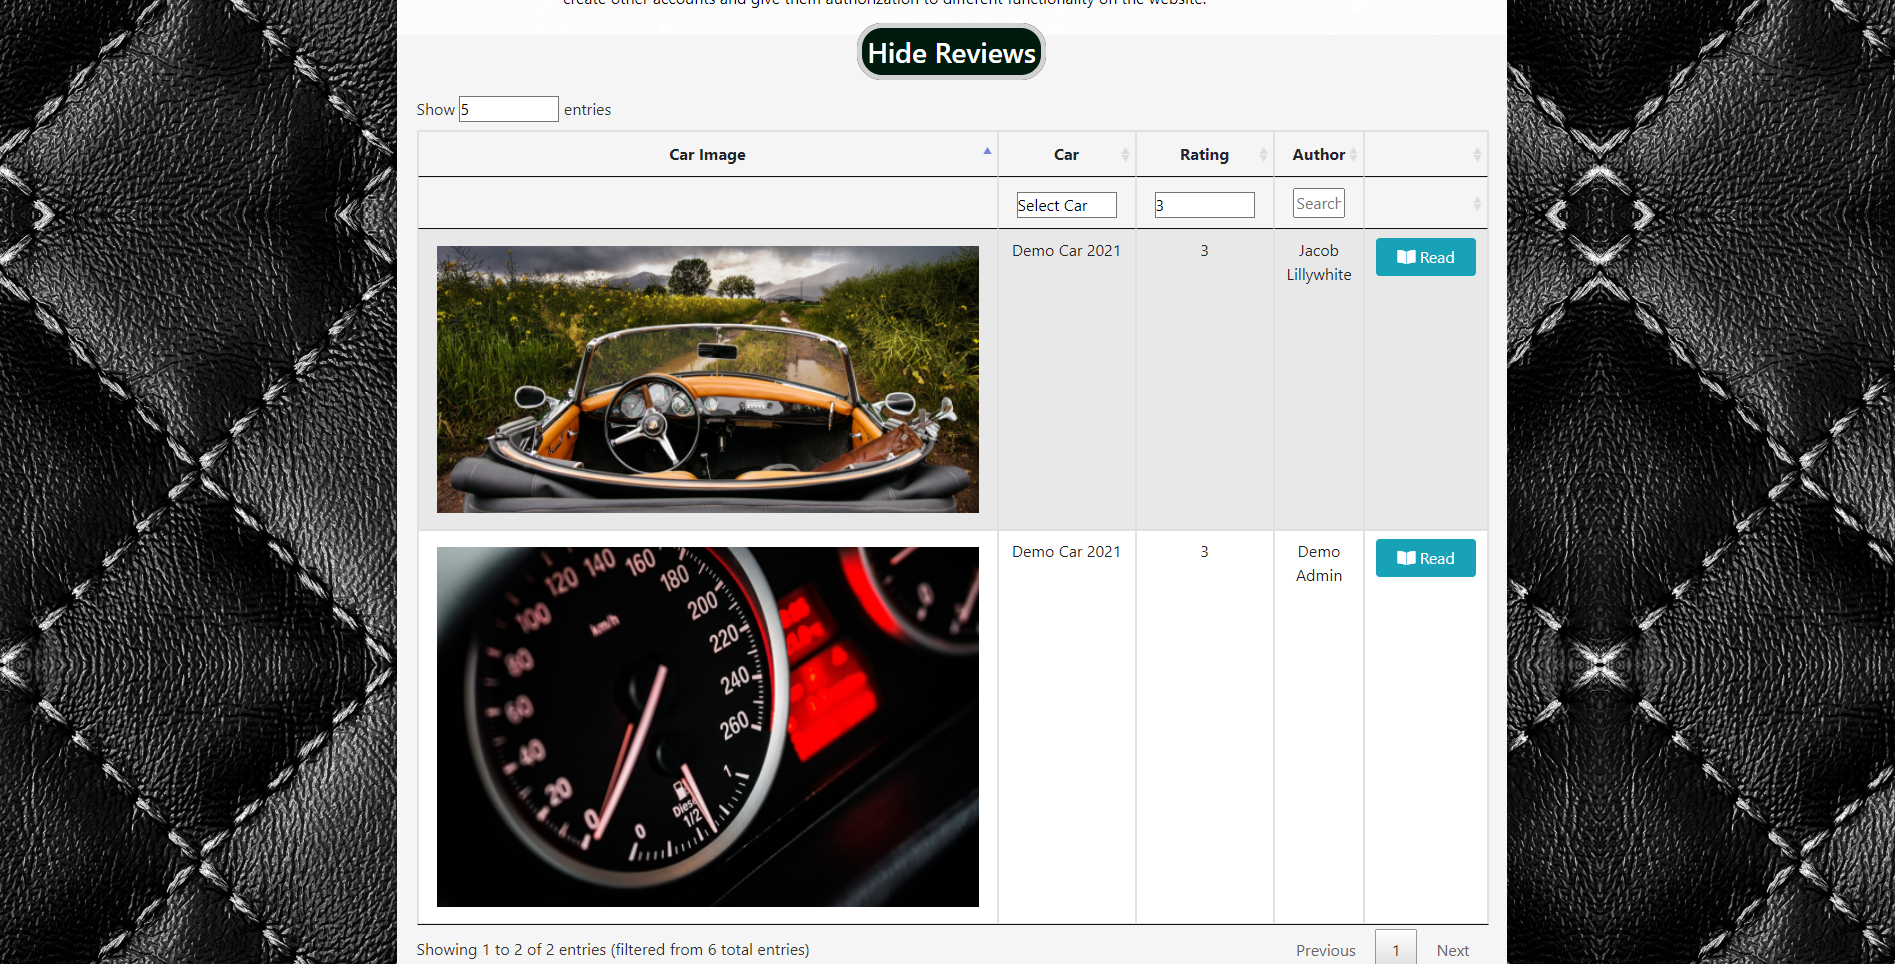 create other accounts and give them authorization to different functionality on the website.
Hide Reviews
Show 5 entries
Car Image Car Rating Author
Select Car 3 Search
Demo Car 2021 3 Jacob Lillywhite Read
120 140 160 180 200 220 240 260
100 80 60 40 20 0
km/h
0 1/2 1
Diesel
Demo Car 2021 3 Demo Admin Read
Showing 1 to 2 of 2 entries (filtered from 6 total entries)
Previous 1 Next